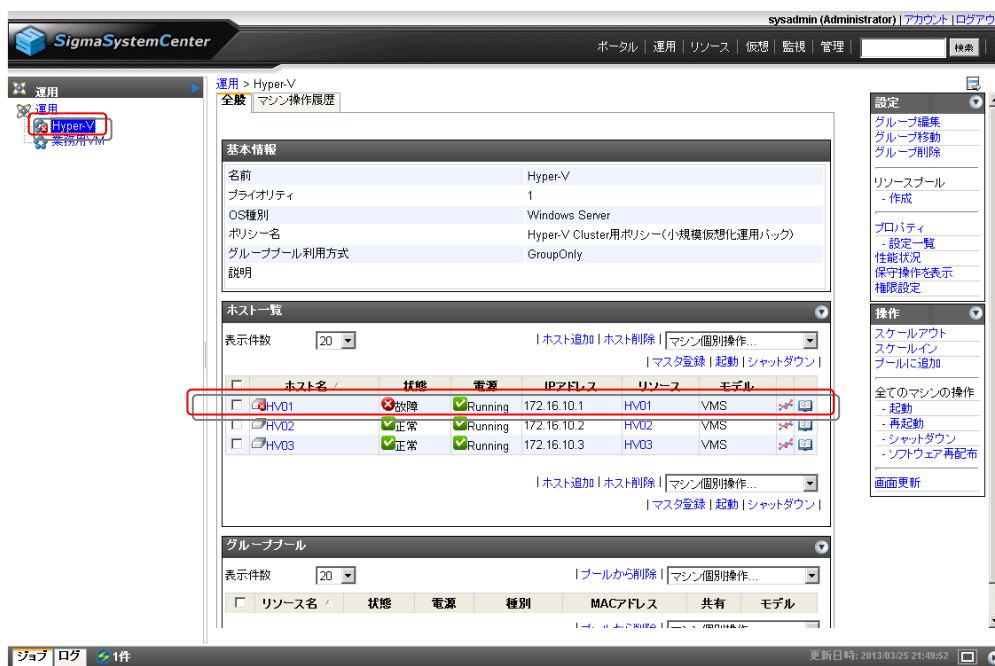 sysadmin (Administrator) | アカウント | ログアウ
SigmaSystemCenter
ポータル | 運用 | リソース | 仮想 | 監視 | 管理 |
検索
運用
運用
Hyper-V
業務用VM
運用 > Hyper-V
全般 マシン操作履歴
基本情報
名前 Hyper-V
プライオリティ 1
OS種別 Windows Server
ポリシー名 Hyper-V Cluster用ポリシー(小規模仮想化運用パック)
グループプール利用方式 GroupOnly
説明
ホスト一覧
表示件数 20 | ホスト追加 | ホスト削除 | マシン個別操作...
| マスタ登録 | 起動 | シャットダウン |
ホスト名 状態 電源 IPアドレス リソース モデル
HV01 故障 Running 172.16.10.1 HV01 VMS
HV02 正常 Running 172.16.10.2 HV02 VMS
HV03 正常 Running 172.16.10.3 HV03 VMS
| ホスト追加 | ホスト削除 | マシン個別操作...
| マスタ登録 | 起動 | シャットダウン |
グループプール
表示件数 20 | プールから削除 | マシン個別操作...
リソース名 状態 電源 種別 MACアドレス 共有 モデル
| プールから削除 | マシン個別操作...
設定
グループ編集
グループ移動
グループ削除
リソースプール
- 作成
プロパティ
- 設定一覧
性能状況
保守操作を表示
権限設定
操作
スケールアウト
スケールイン
プールに追加
全てのマシンの操作
- 起動
- 再起動
- シャットダウン
- ソフトウェア再配布
画面更新
ジョブ ログ 1件
更新日時: 2013/03/25 21:49:52